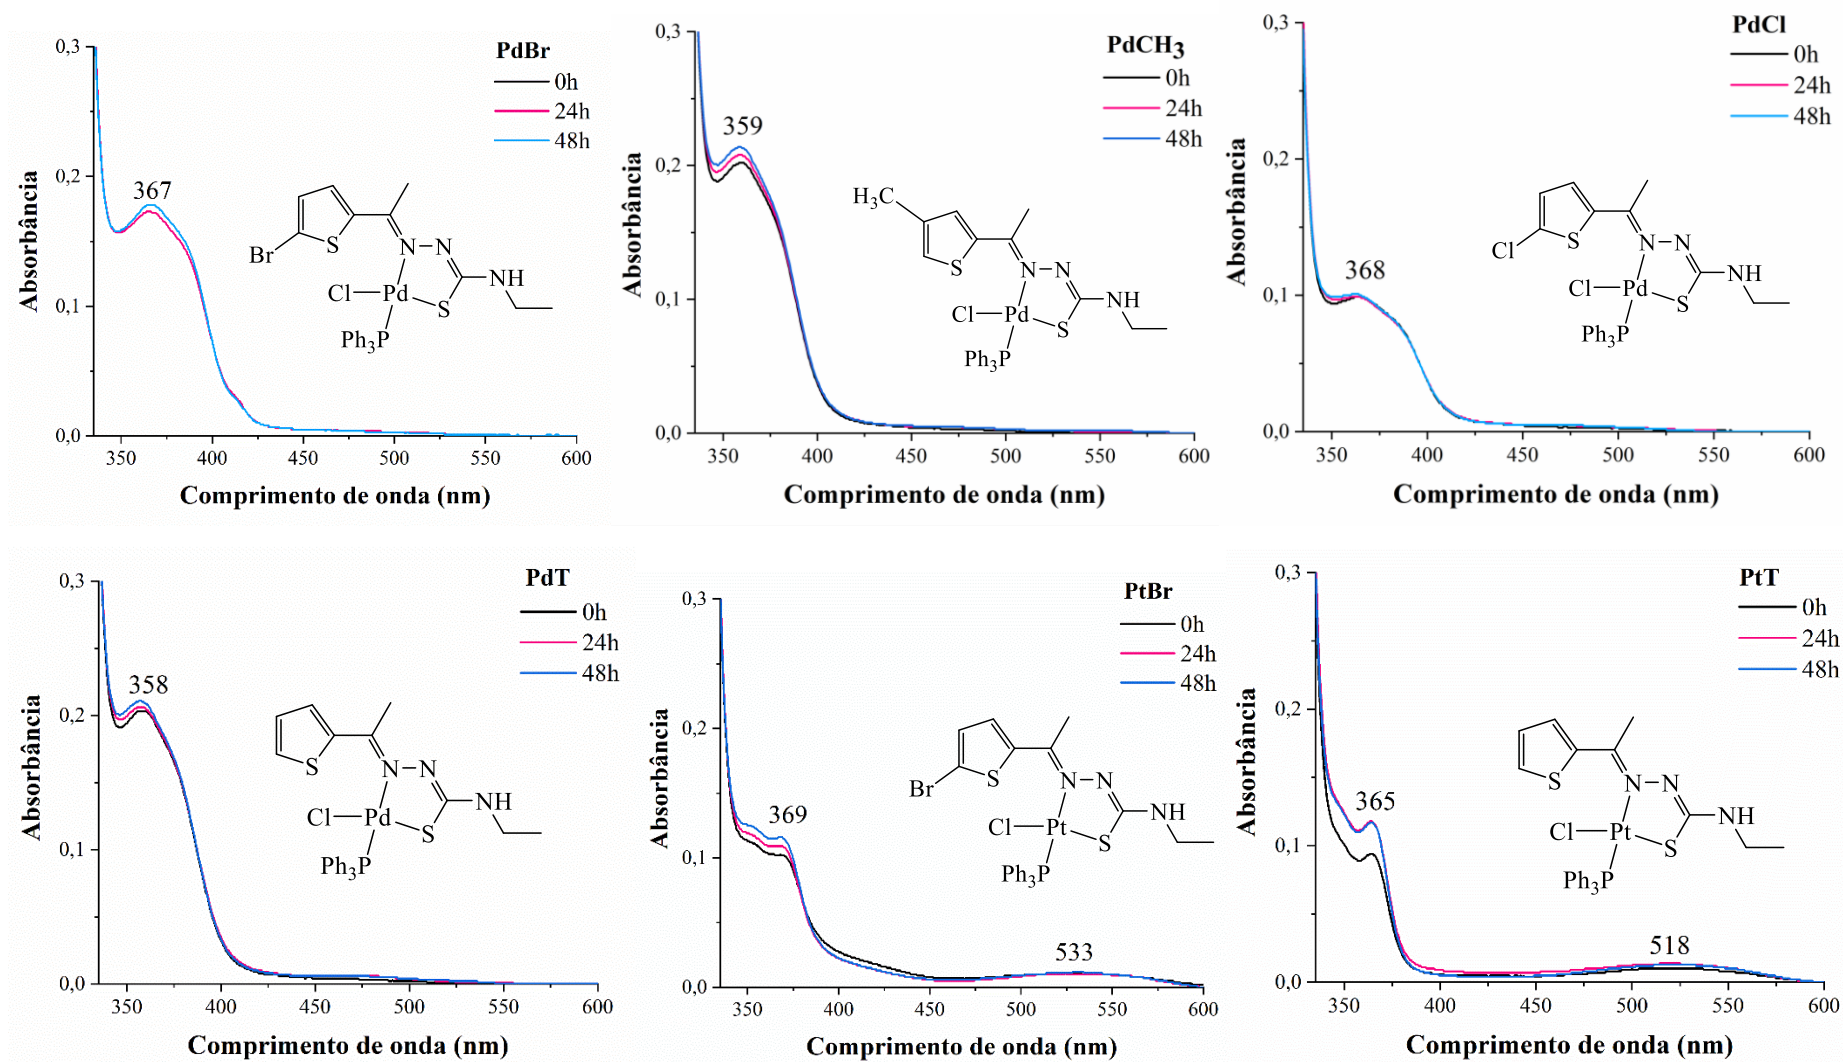 PdBr
0h
24h
48h
0,3
0,2
0,1
0,0
367
Br
S
N
N
NH
Cl
Pd
S
Ph3P
350
400
450
500
550
600
Absorbância
Comprimento de onda (nm)
PdCH3
0h
24h
48h
0,3
0,2
0,1
0,0
359
H3C
S
N
N
NH
Cl
Pd
S
Ph3P
350
400
450
500
550
600
Absorbância
Comprimento de onda (nm)
PdCl
0h
24h
48h
0,3
0,2
0,1
0,0
368
Cl
S
N
N
NH
Cl
Pd
S
Ph3P
350
400
450
500
550
600
Absorbância
Comprimento de onda (nm)
PdT
0h
24h
48h
0,3
0,2
0,1
0,0
358
S
N
N
NH
Cl
Pd
S
Ph3P
350
400
450
500
550
600
Absorbância
Comprimento de onda (nm)
PtBr
0h
24h
48h
0,3
0,2
0,1
0,0
369
533
Br
S
N
N
NH
Cl
Pt
S
Ph3P
350
400
450
500
550
600
Absorbância
Comprimento de onda (nm)
PtT
0h
24h
48h
0,3
0,2
0,1
0,0
365
518
S
N
N
NH
Cl
Pt
S
Ph3P
350
400
450
500
550
600
Absorbância
Comprimento de onda (nm)